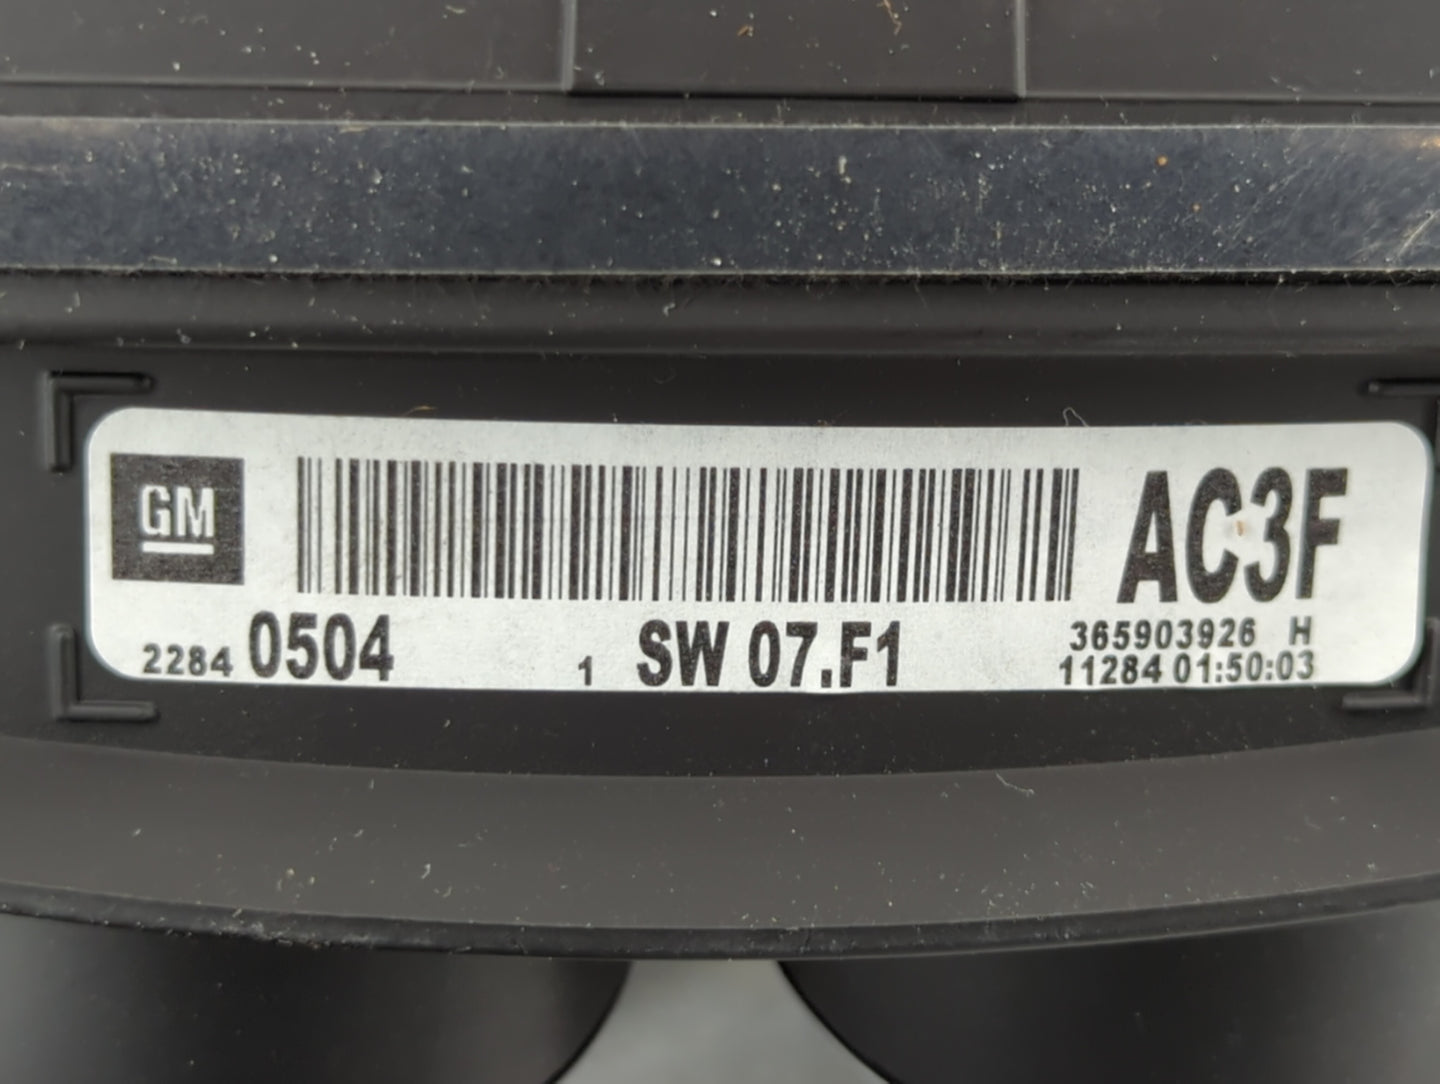 GM
AC3F
2284 0504 1 SW 07.F1
365903926 H
11284 01:50:03